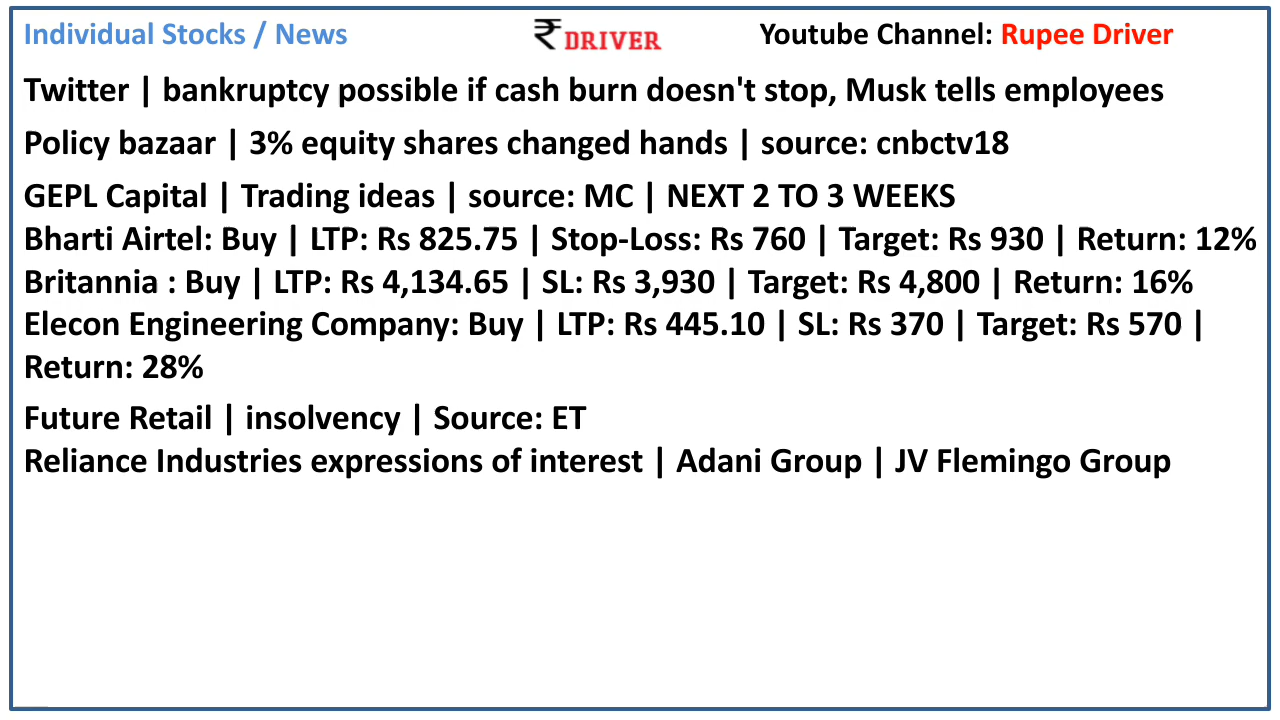 Individual Stocks / News
₹ DRIVER
Youtube Channel: Rupee Driver
Twitter | bankruptcy possible if cash burn doesn't stop, Musk tells employees
Policy bazaar | 3% equity shares changed hands | source: cnbctv18
GEPL Capital | Trading ideas | source: MC | NEXT 2 TO 3 WEEKS
Bharti Airtel: Buy | LTP: Rs 825.75 | Stop-Loss: Rs 760 | Target: Rs 930 | Return: 12%
Britannia : Buy | LTP: Rs 4,134.65 | SL: Rs 3,930 | Target: Rs 4,800 | Return: 16%
Elecon Engineering Company: Buy | LTP: Rs 445.10 | SL: Rs 370 | Target: Rs 570 |
Return: 28%
Future Retail | insolvency | Source: ET
Reliance Industries expressions of interest | Adani Group | JV Flemingo Group